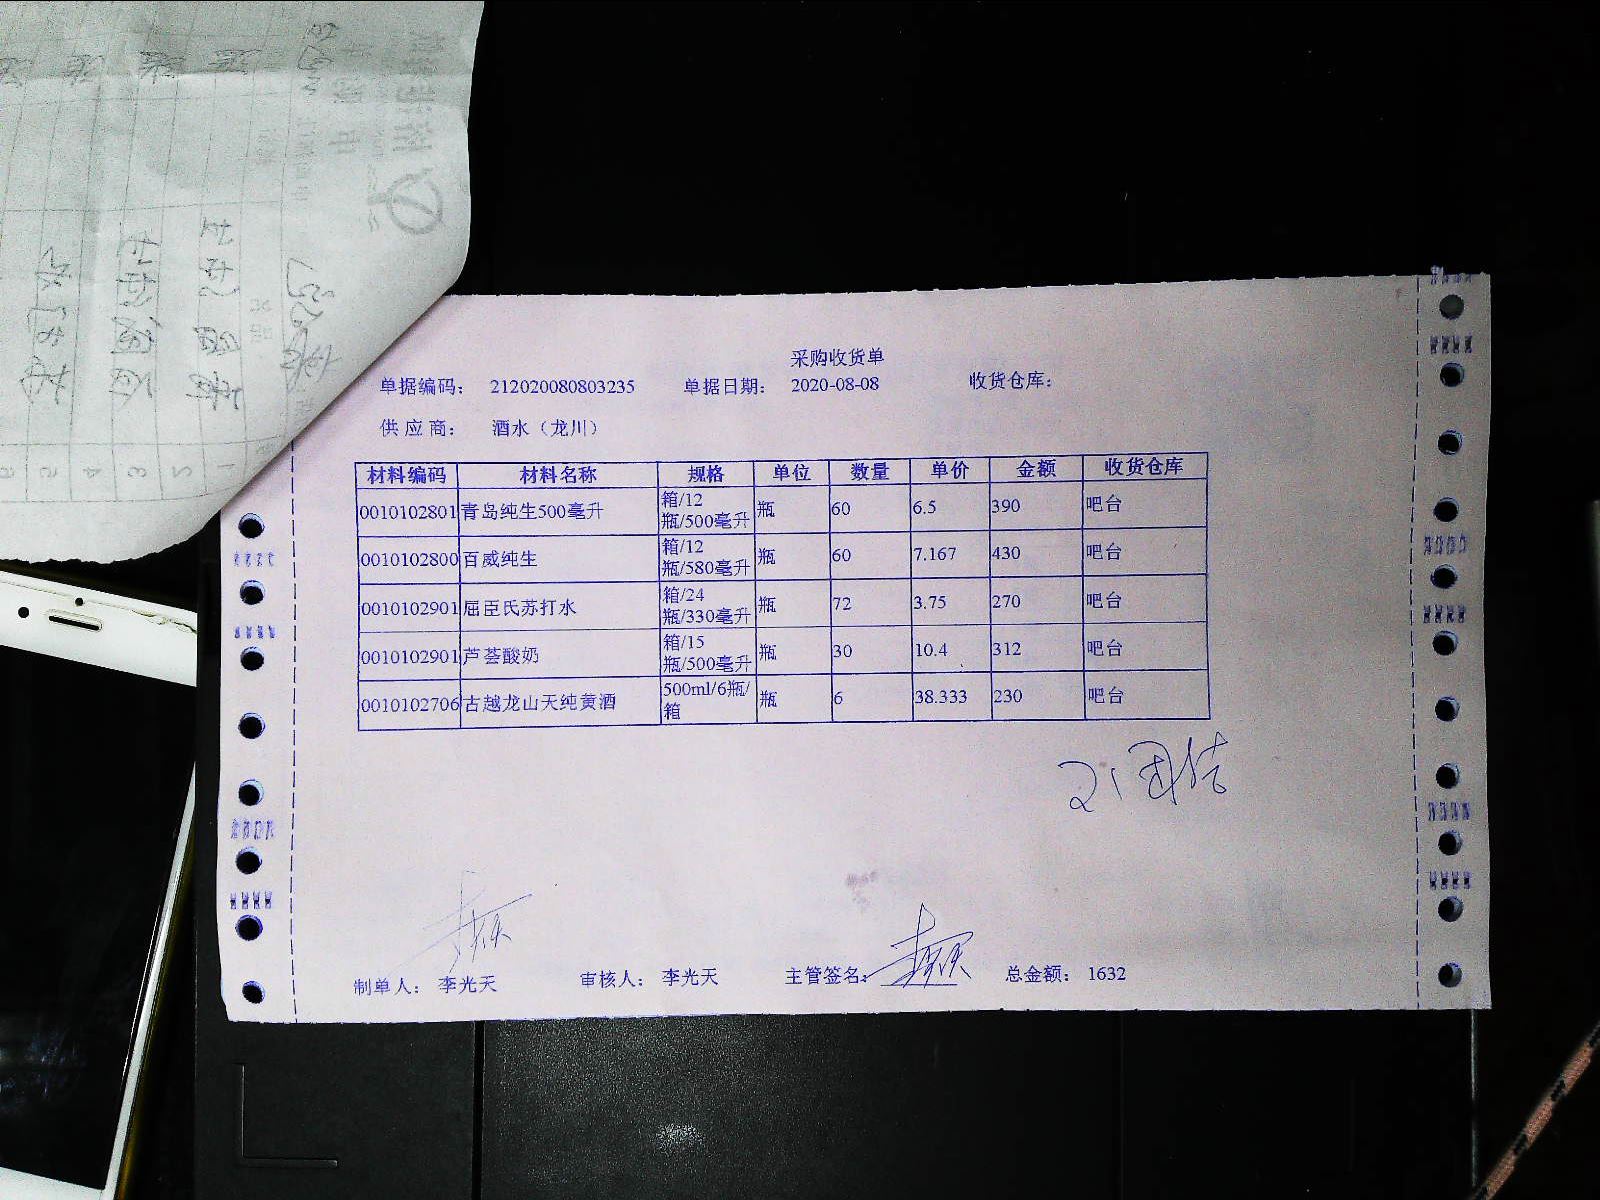 采购收货单
单据编码： 212020080803235 单据日期： 2020-08-08 收货仓库：
供应商： 酒水（龙川）
材料编码 材料名称 规格 单位 数量 单价 金额 收货仓库
0010102801 青岛纯生500毫升 箱/12瓶/500毫升 瓶 60 6.5 390 吧台
0010102800 百威纯生 箱/12瓶/580毫升 瓶 60 7.167 430 吧台
0010102901 屈臣氏苏打水 箱/24瓶/330毫升 瓶 72 3.75 270 吧台
0010102901 芦荟酸奶 箱/15瓶/500毫升 瓶 30 10.4 312 吧台
0010102706 古越龙山天纯黄酒 500ml/6瓶/箱 瓶 6 38.333 230 吧台
制单人： 李光天 审核人： 李光天 主管签名： 总金额： 1632